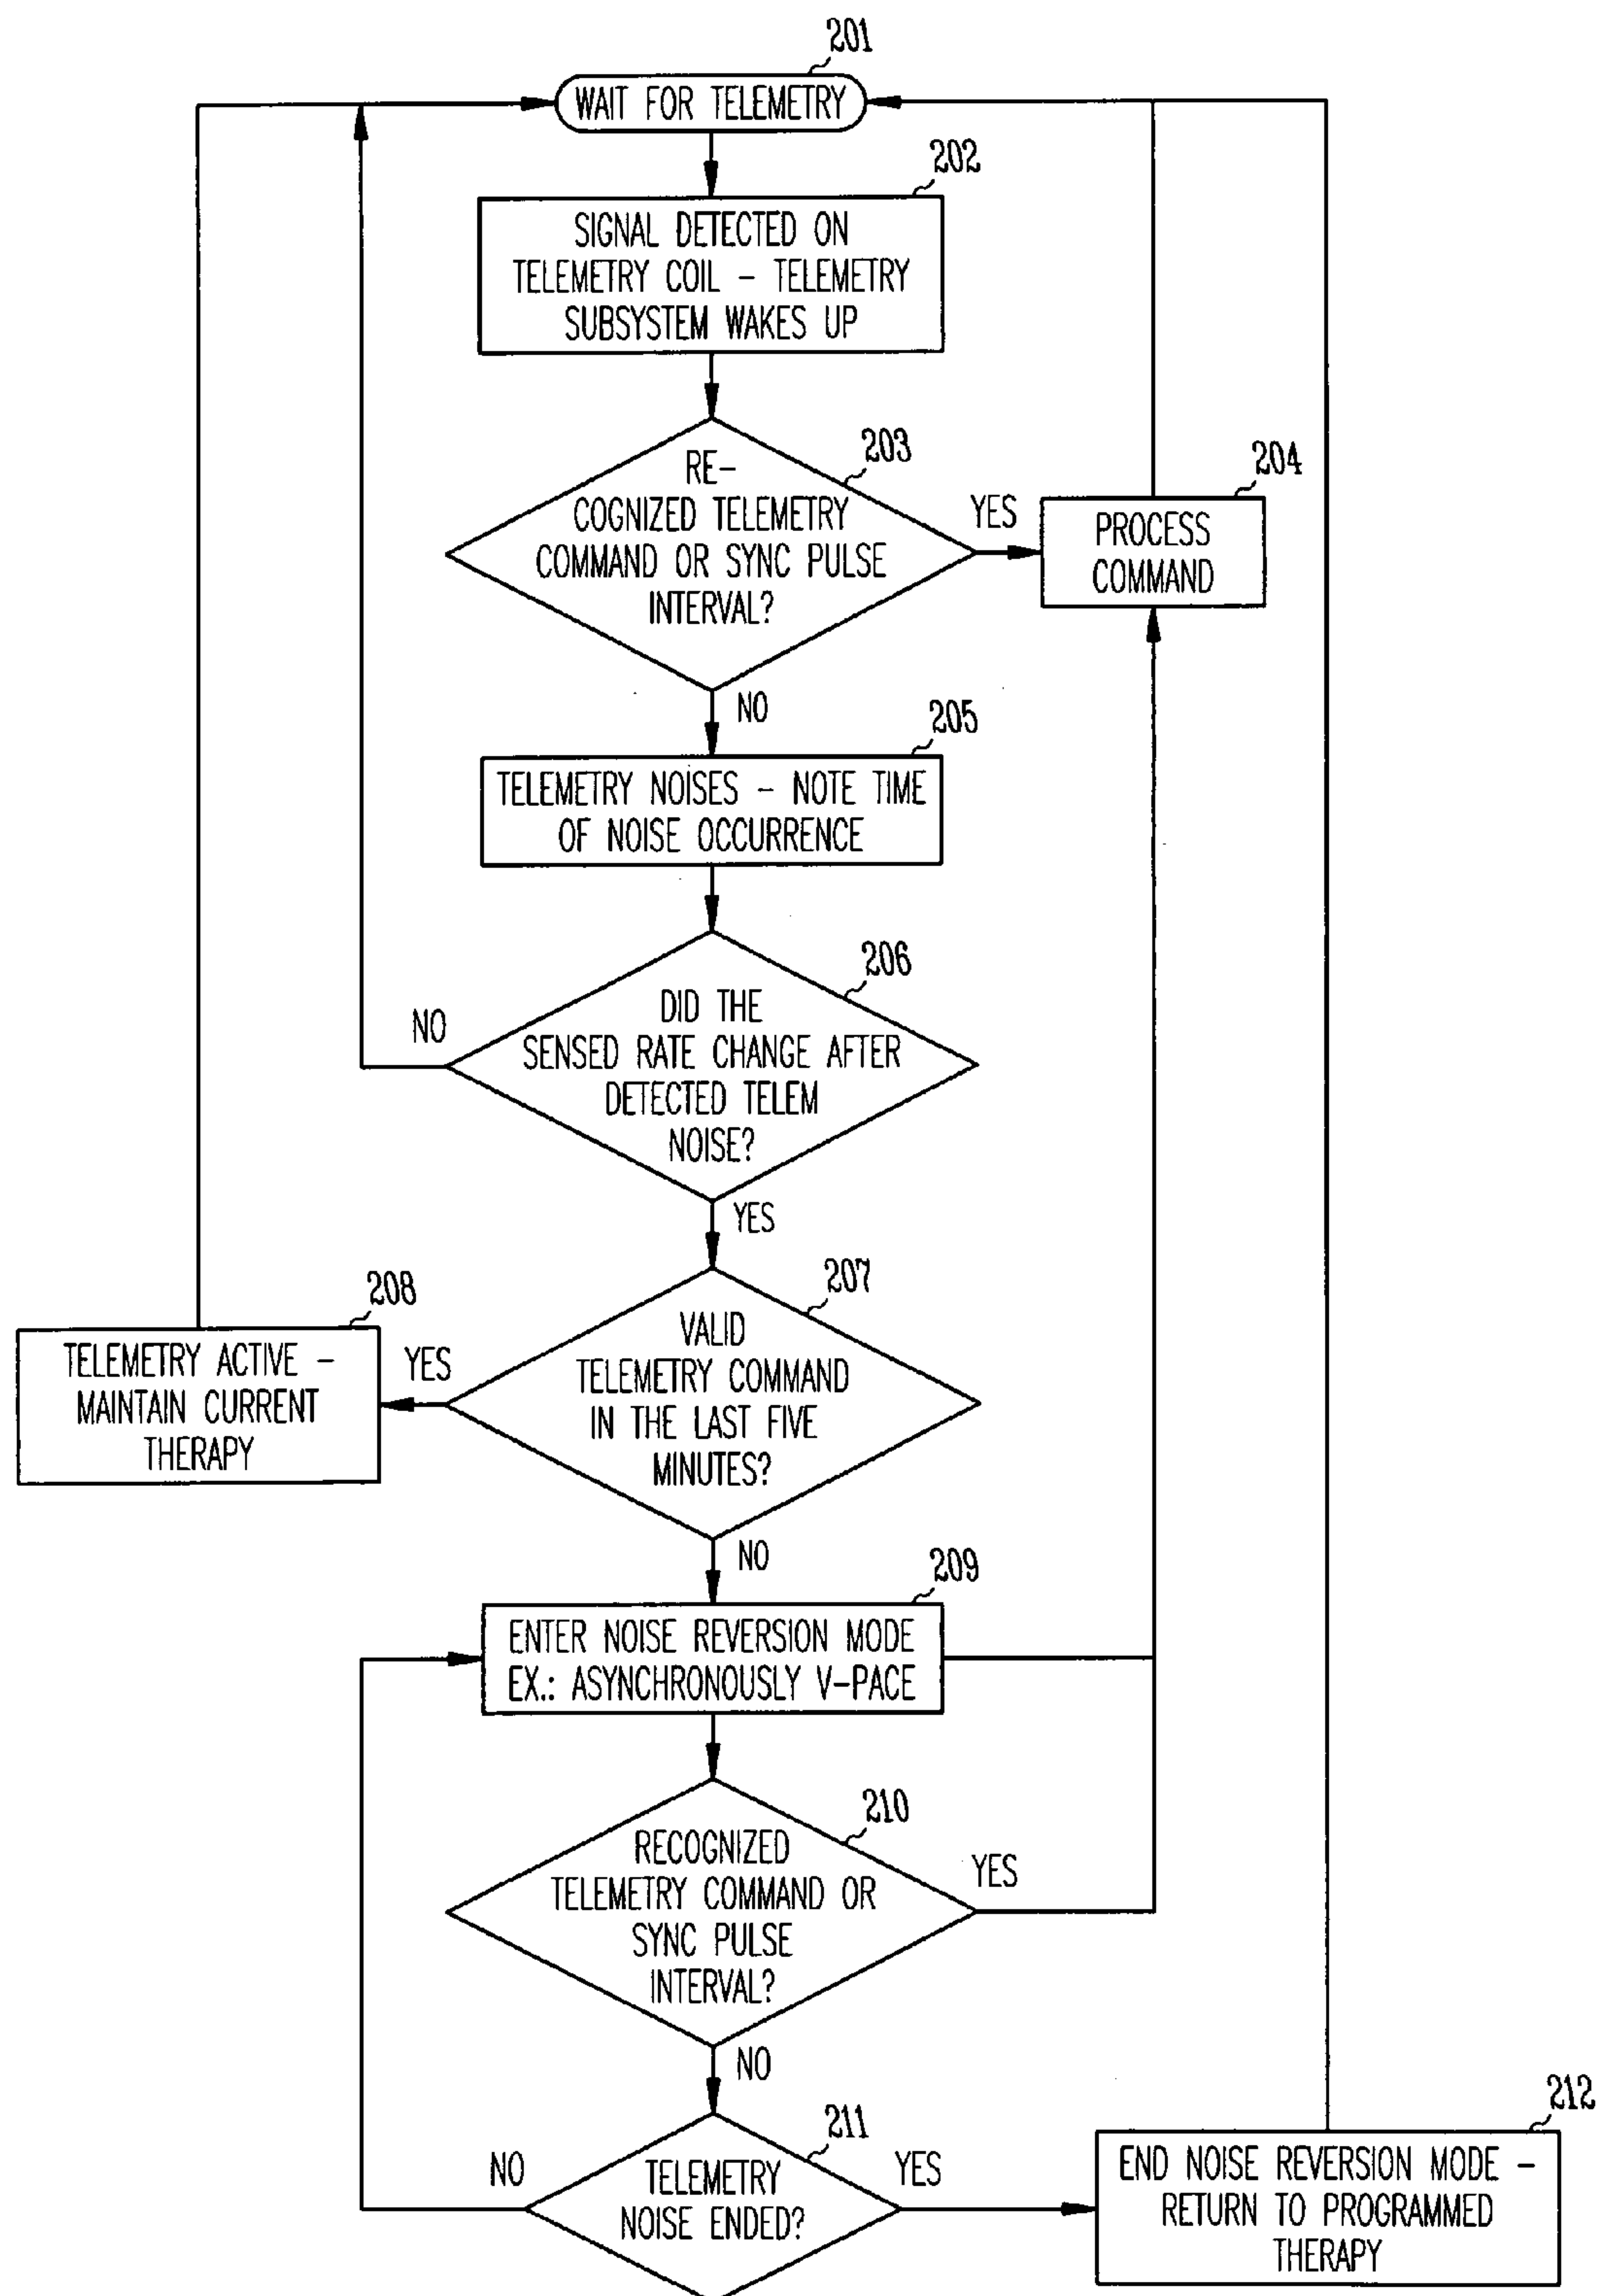 201
WAIT FOR TELEMETRY
202
SIGNAL DETECTED ON
TELEMETRY COIL – TELEMETRY
SUBSYSTEM WAKES UP
203
RE-
COGNIZED TELEMETRY
COMMAND OR SYNC PULSE
INTERVAL?
YES
204
PROCESS
COMMAND
NO
205
TELEMETRY NOISES – NOTE TIME
OF NOISE OCCURRENCE
206
DID THE
SENSED RATE CHANGE AFTER
DETECTED TELEM
NOISE?
NO
YES
207
VALID
TELEMETRY COMMAND
IN THE LAST FIVE
MINUTES?
YES
208
TELEMETRY ACTIVE –
MAINTAIN CURRENT
THERAPY
NO
209
ENTER NOISE REVERSION MODE
EX.: ASYNCHRONOUSLY V-PACE
210
RECOGNIZED
TELEMETRY COMMAND OR
SYNC PULSE
INTERVAL?
YES
NO
211
TELEMETRY
NOISE ENDED?
NO
YES
212
END NOISE REVERSION MODE –
RETURN TO PROGRAMMED
THERAPY